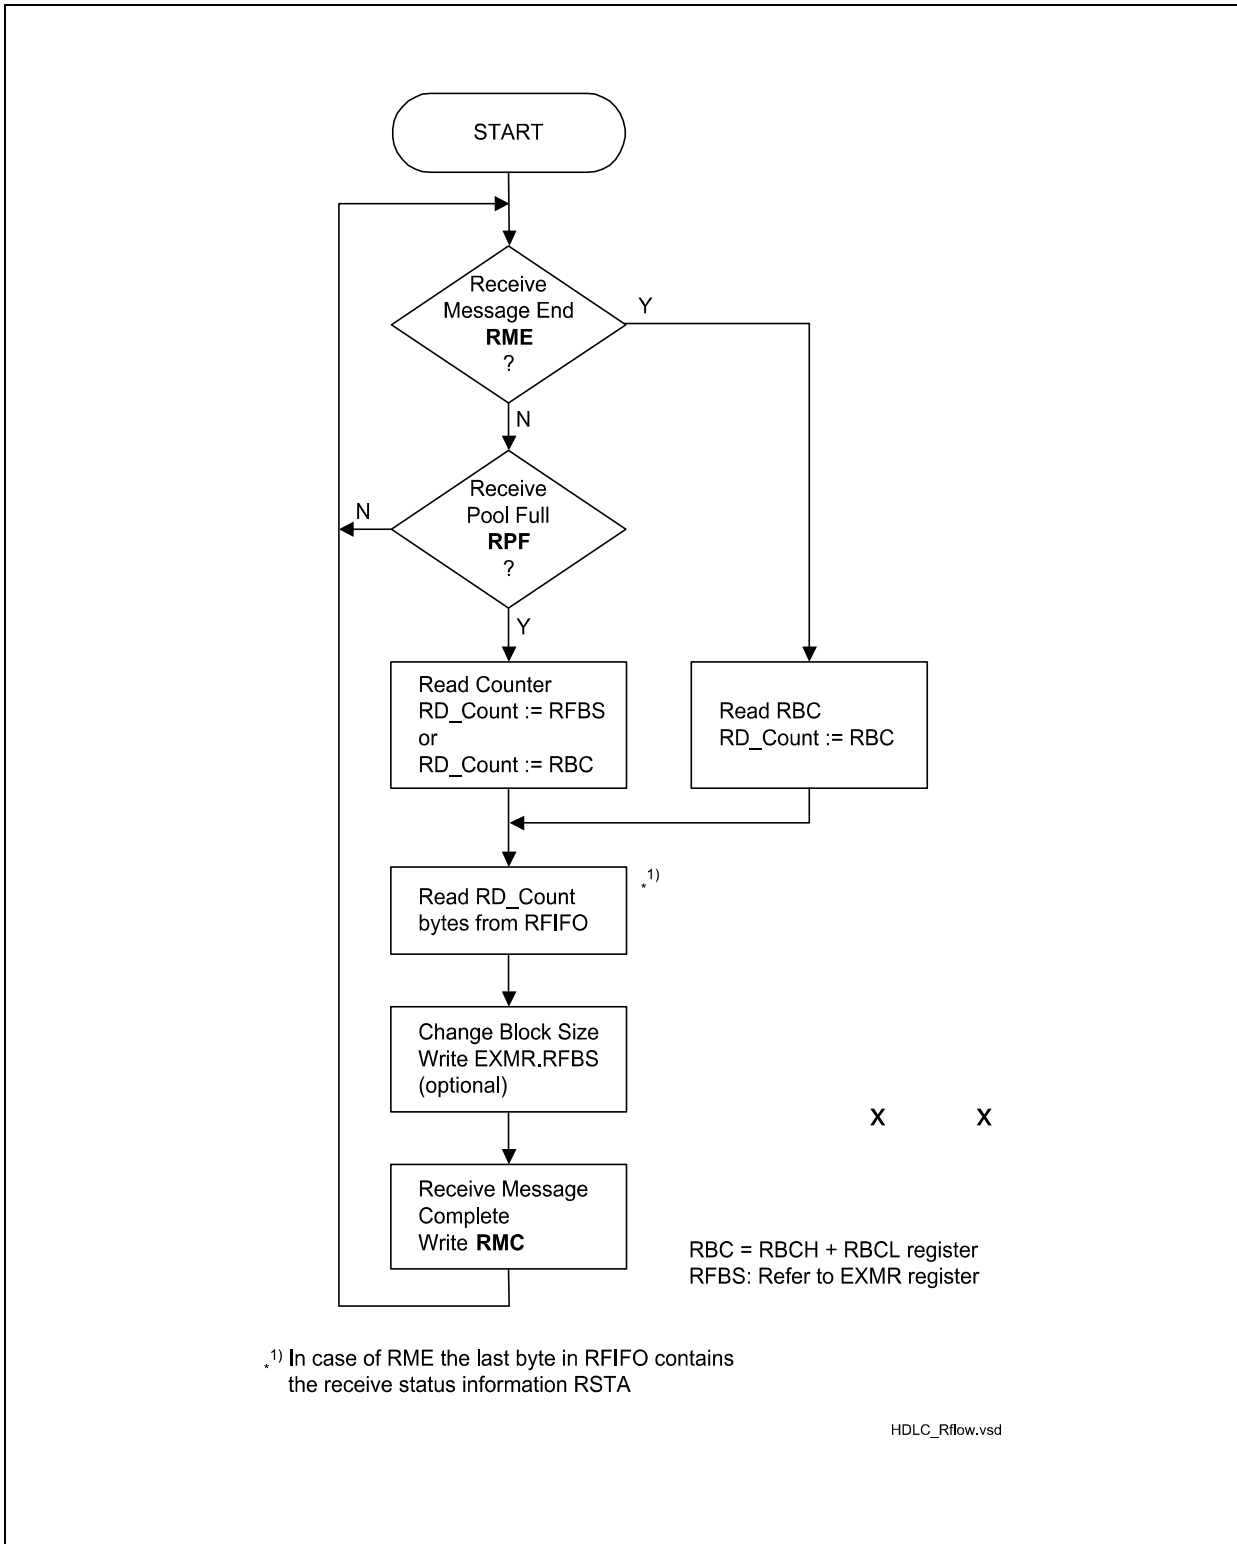 START
Receive
Message End
RME
?
Y
N
Receive
Pool Full
RPF
?
N
Y
Read Counter
RD_Count := RFBS
or
RD_Count := RBC
Read RBC
RD_Count := RBC
Read RD_Count
bytes from RFIFO
*1)
Change Block Size
Write EXMR.RFBS
(optional)
X X
Receive Message
Complete
Write RMC
RBC = RBCH + RBCL register
RFBS: Refer to EXMR register
*1) In case of RME the last byte in RFIFO contains
the receive status information RSTA
HDLC_Rflow.vsd